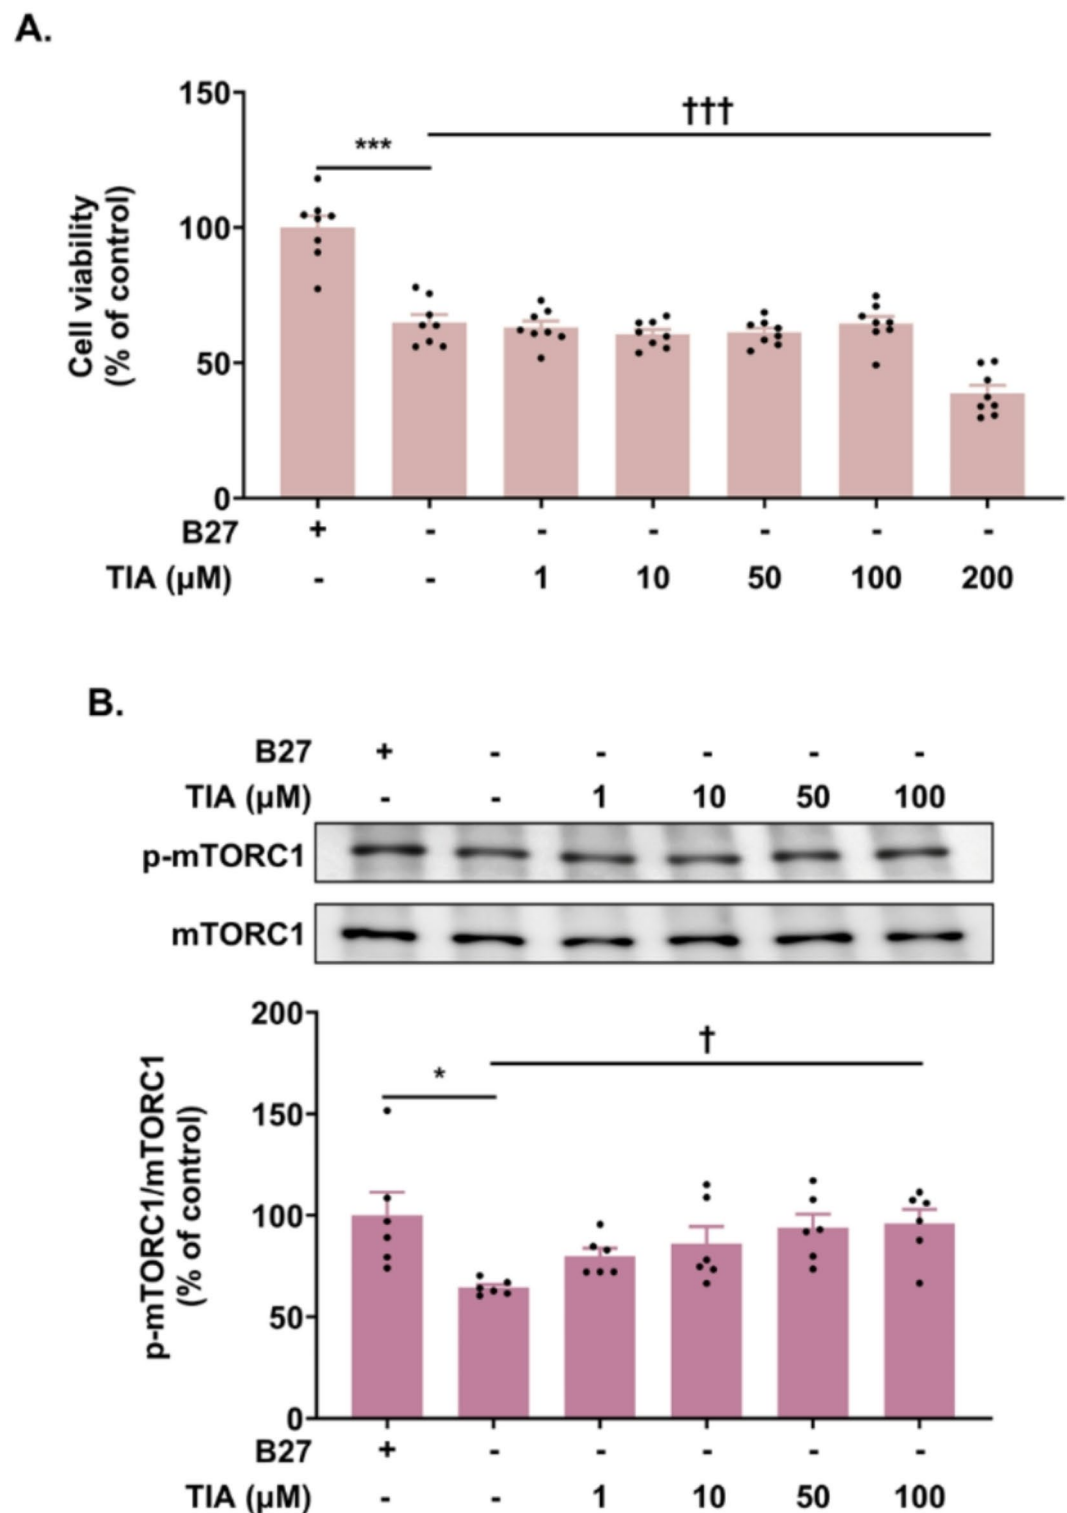 A.
Cell viability
(% of control)
150
100
50
0
***
†††
B27 + - - - - - -
TIA (µM) - - 1 10 50 100 200
B.
B27 + - - - - -
TIA (µM) - - 1 10 50 100
p-mTORC1
mTORC1
p-mTORC1/mTORC1
(% of control)
200
150
100
50
0
*
†
B27 + - - - - -
TIA (µM) - - 1 10 50 100